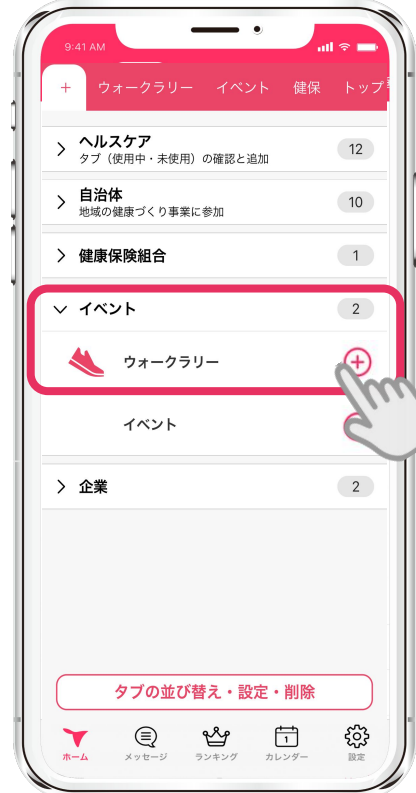 9:41 AM
+ ウォークラリー イベント 健保 トップ
ヘルスケア
タブ（使用中・未使用）の確認と追加
12
自治体
地域の健康づくり事業に参加
10
健康保険組合
1
イベント
2
ウォークラリー
イベント
企業
2
タブの並び替え・設定・削除
1
ホーム メッセージ ランキング カレンダー 設定